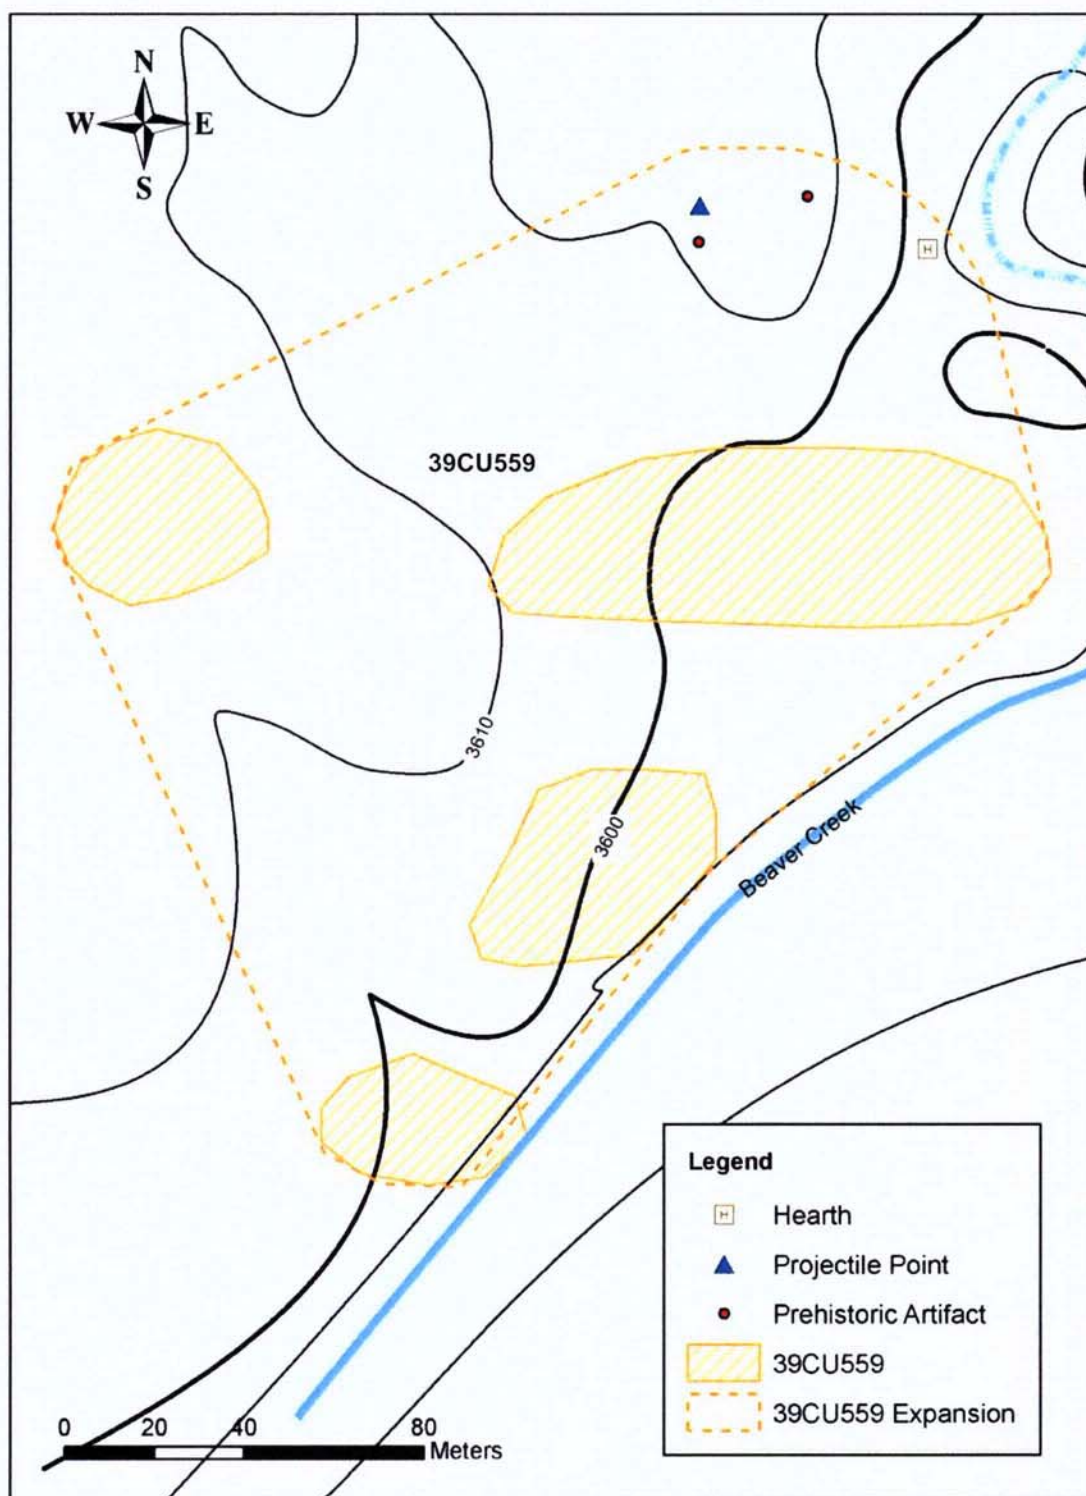 N
W E
S
39CU559
3610
3600
Beaver Creek
Legend
H Hearth
Projectile Point
Prehistoric Artifact
39CU559
39CU559 Expansion
0 20 40 80
Meters
H